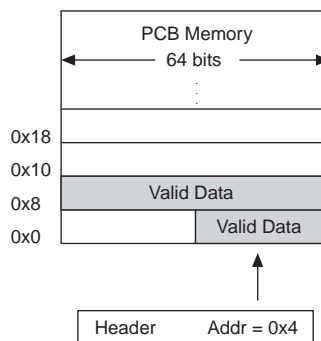 PCB Memory
64 bits
0x18
0x10
Valid Data
0x8
Valid Data
0x0
Header Addr = 0x4